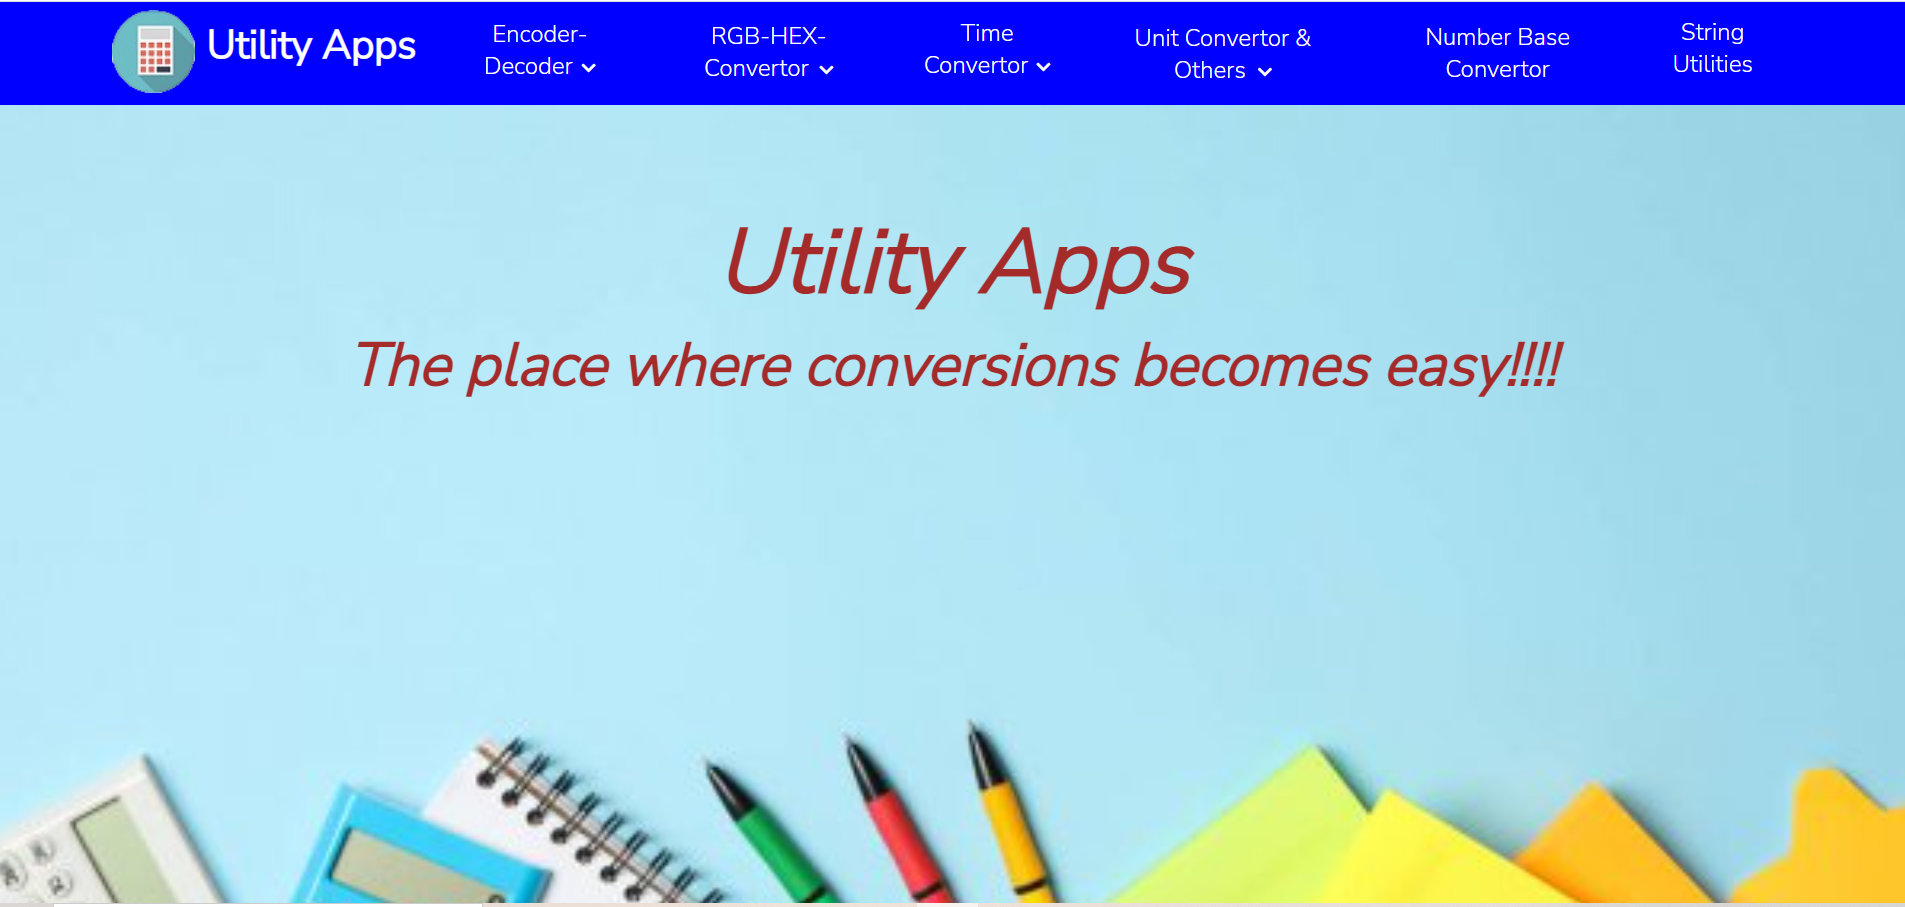 Utility Apps
Encoder-
Decoder
RGB-HEX-
Convertor
Time
Convertor
Unit Convertor &
Others
Number Base
Convertor
String
Utilities
Utility Apps
The place where conversions becomes easy!!!!